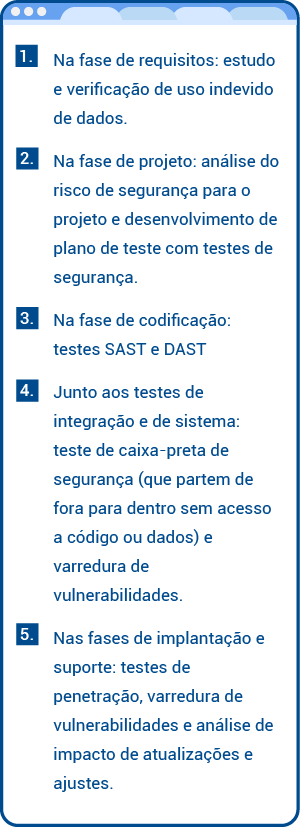 1. Na fase de requisitos: estudo
e verificação de uso indevido
de dados.
2. Na fase de projeto: análise do
risco de segurança para o
projeto e desenvolvimento de
plano de teste com testes de
segurança.
3. Na fase de codificação:
testes SAST e DAST
4. Junto aos testes de
integração e de sistema:
teste de caixa-preta de
segurança (que partem de
fora para dentro sem acesso
a código ou dados) e
varredura de
vulnerabilidades.
5. Nas fases de implantação e
suporte: testes de
penetração, varredura de
vulnerabilidades e análise de
impacto de atualizações e
ajustes.